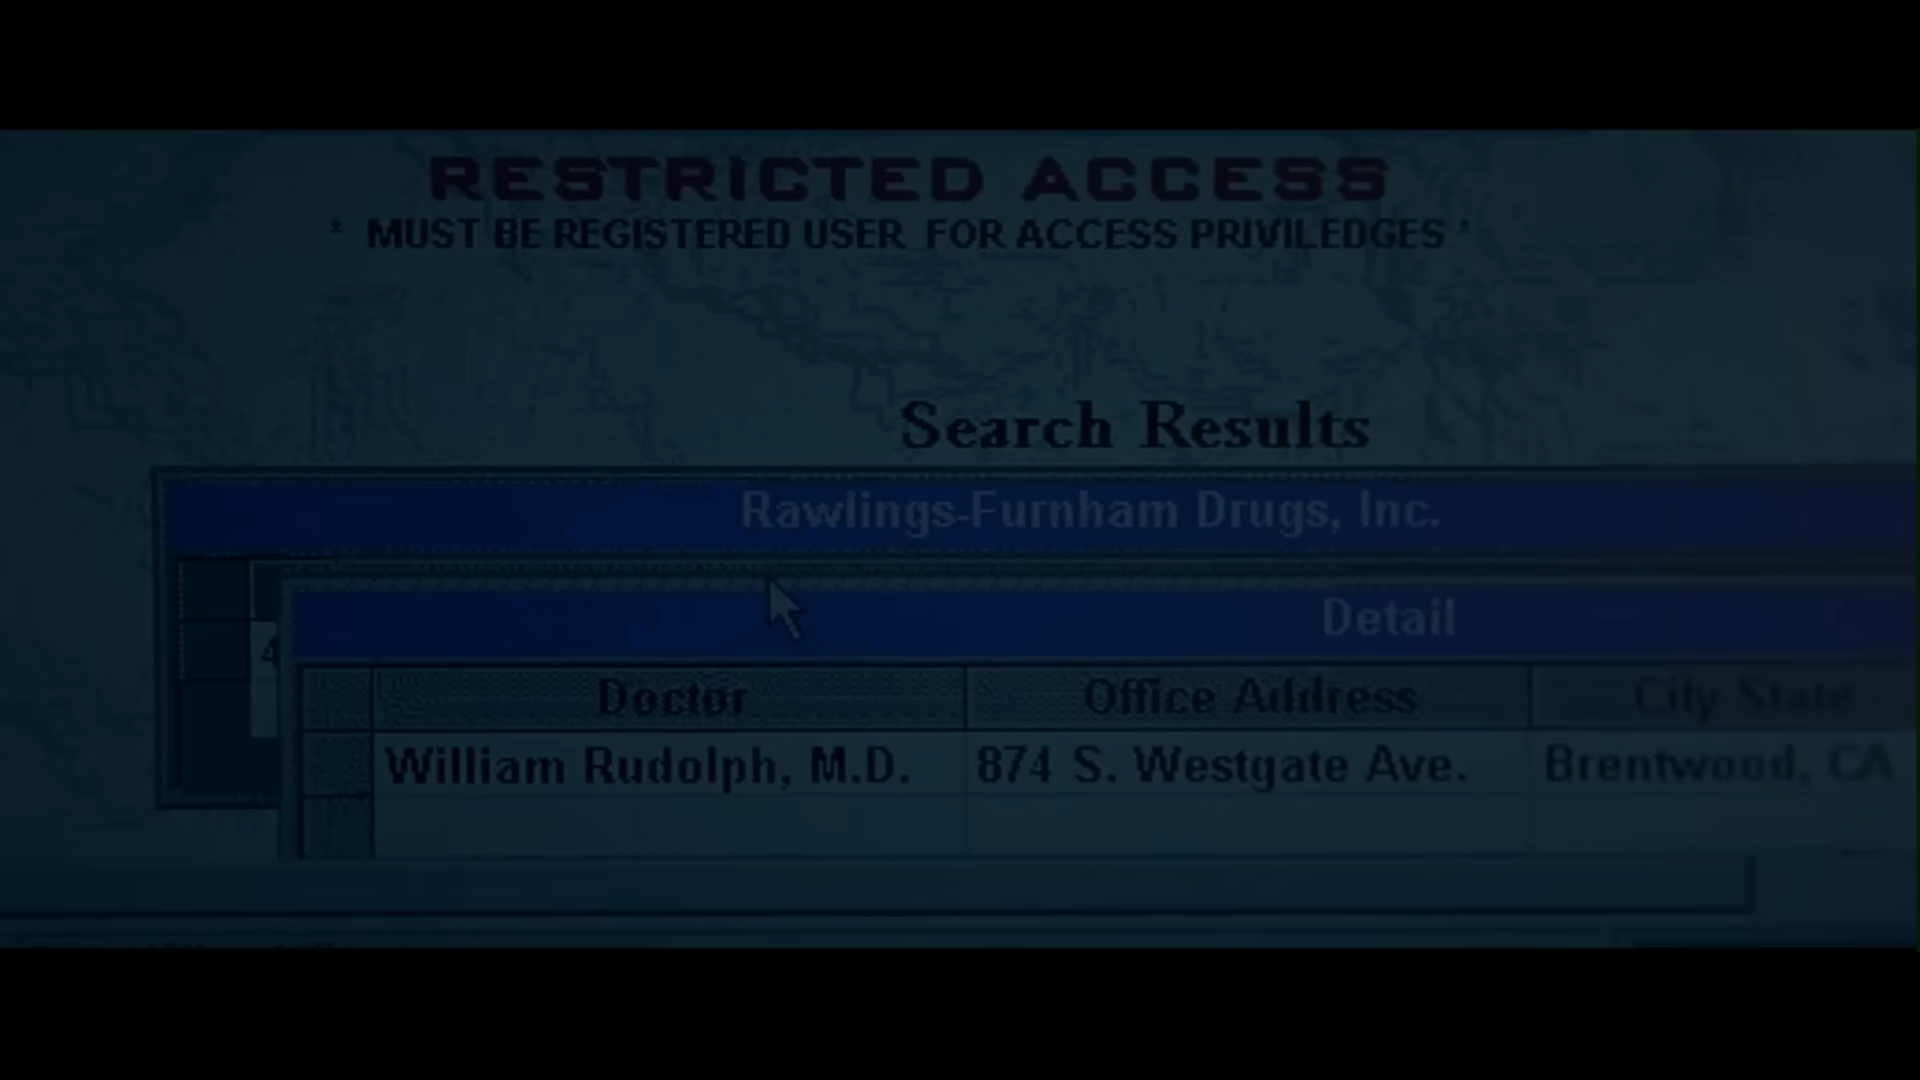 RESTRICTED ACCESS
* MUST BE REGISTERED USER FOR ACCESS PRIVILEDGES *
Search Results
Rawlings-Furnham Drugs, Inc.
4
Detail
Doctor Office Address City State
William Rudolph, M.D. 874 S. Westgate Ave. Brentwood, CA